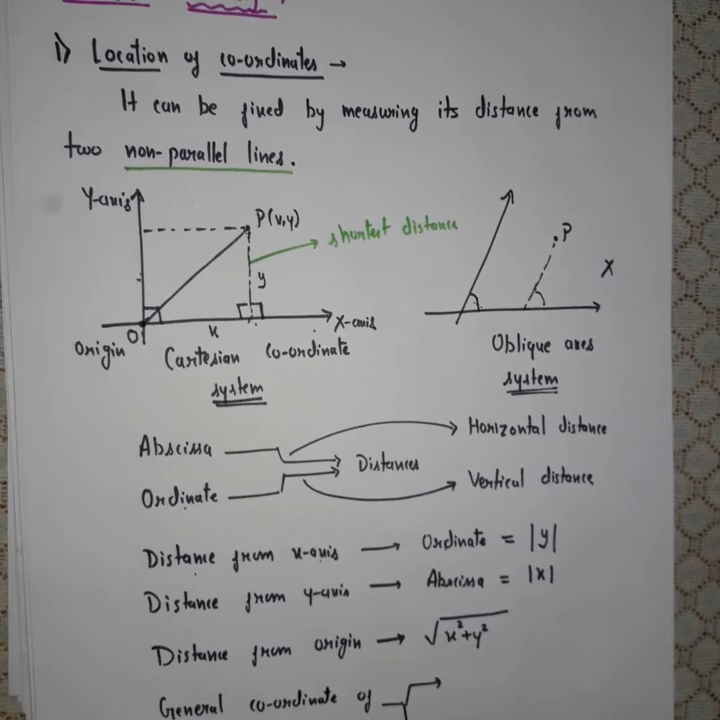 i) Location of co-ordinates →
It can be fixed by measuring its distance from
two non-parallel lines.
Y-axis
P(x,y)
shortest distance
y
P
X
X-axis
O
x
Origin
Cartesian co-ordinate
system
Oblique axes
system
Abscissa
Ordinate
Distances
Horizontal distance
Vertical distance
Distance from x-axis → Ordinate = |y|
Distance from y-axis → Abscissa = |x|
Distance from origin → √x²+y²
General co-ordinate of